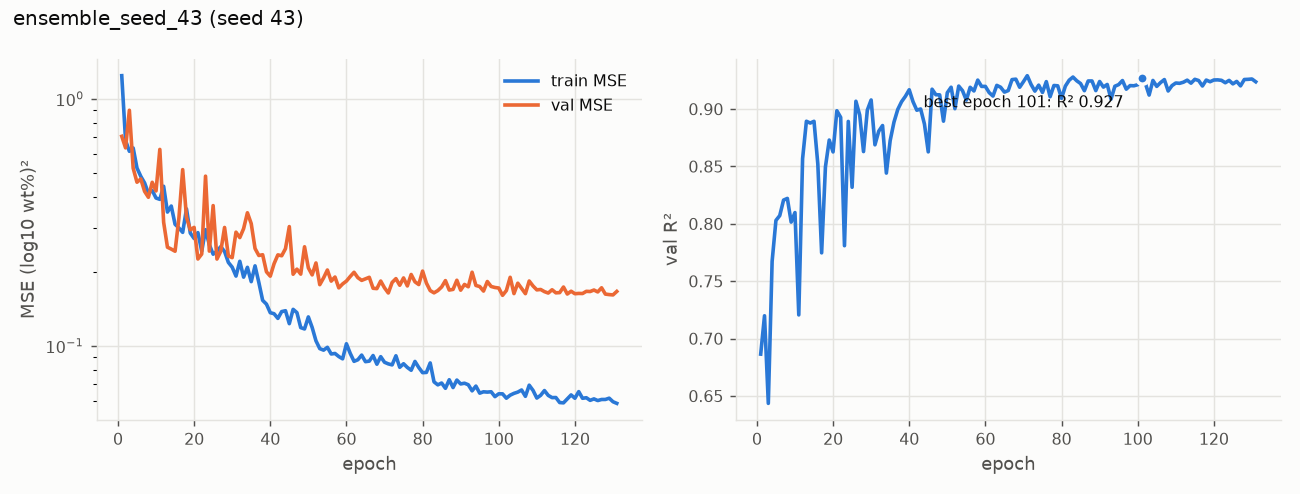 ensemble_seed_43 (seed 43)
MSE (log10 wt%)²
10⁰
10⁻¹
train MSE
val MSE
0 20 40 60 80 100 120
epoch
val R²
0.90
0.85
0.80
0.75
0.70
0.65
best epoch 101: R² 0.927
0 20 40 60 80 100 120
epoch